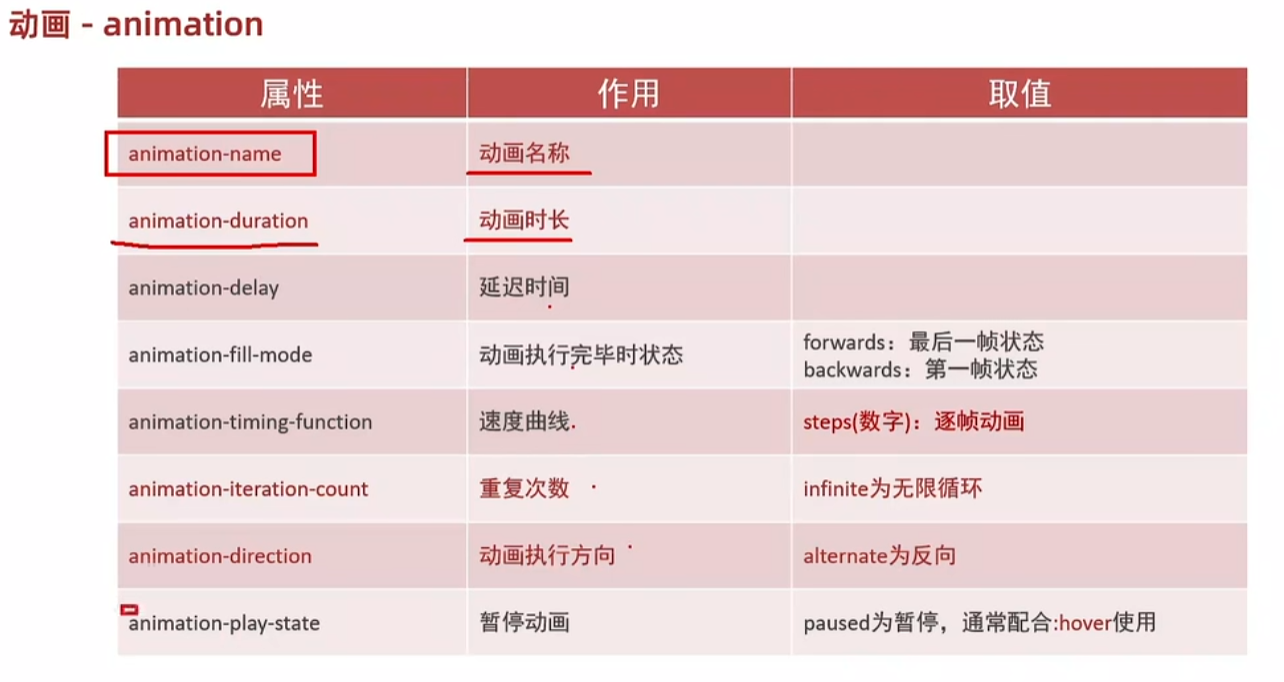 动画 - animation
属性 作用 取值
animation-name 动画名称
animation-duration 动画时长
animation-delay 延迟时间
animation-fill-mode 动画执行完毕时状态 forwards：最后一帧状态
backwards：第一帧状态
animation-timing-function 速度曲线 steps(数字)：逐帧动画
animation-iteration-count 重复次数 infinite为无限循环
animation-direction 动画执行方向 alternate为反向
animation-play-state 暂停动画 paused为暂停，通常配合:hover使用